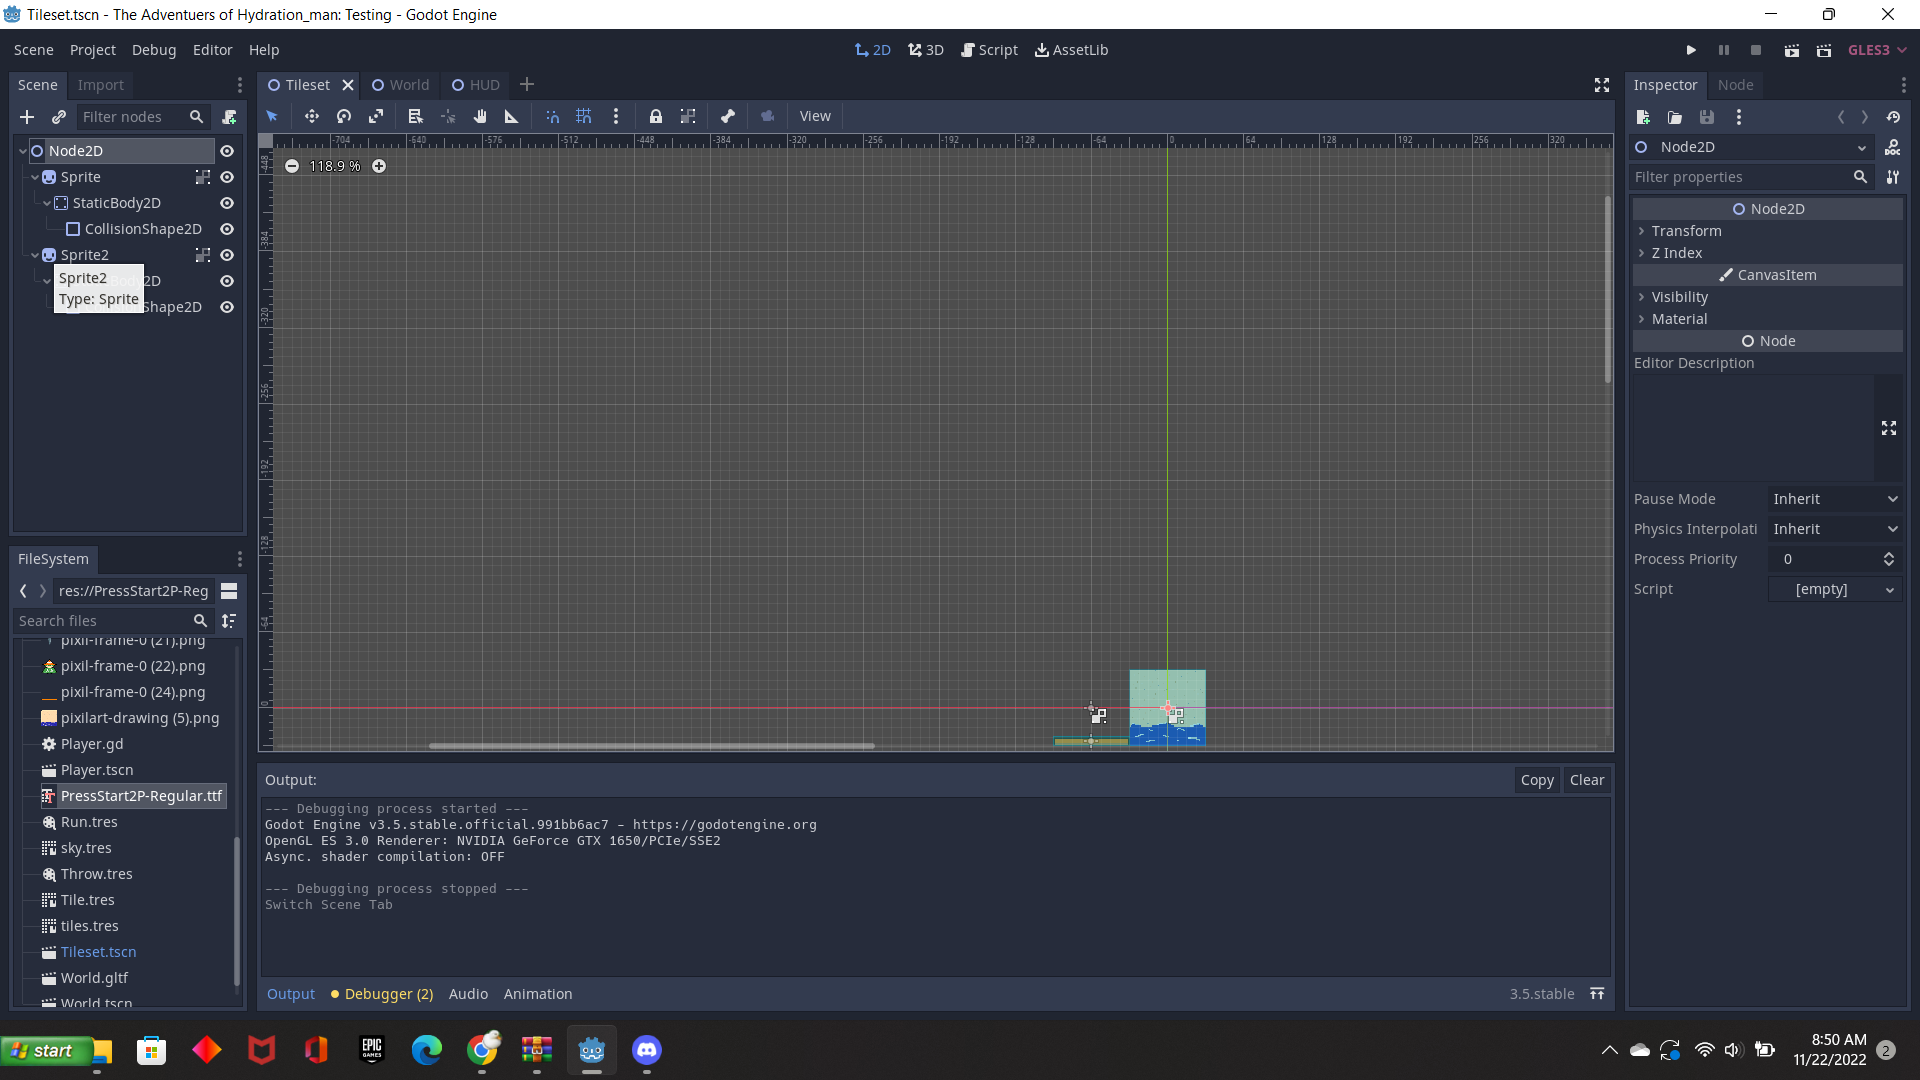 Tileset.tscn - The Adventuers of Hydration_man: Testing - Godot Engine
Scene Project Debug Editor Help
2D 3D Script AssetLib
GLES3
Scene Import
Tileset World HUD
Inspector Node
Filter nodes
View
Node2D
Sprite
StaticBody2D
CollisionShape2D
Sprite2
Body2D
Shape2D
Sprite2
Type: Sprite
-704 -640 -576 -512 -448 -384 -320 -256 -192 -128 -64 0 64 128 192 256 320
118.9 %
-448
-384
-320
-256
-192
-128
-64
0
Node2D
Filter properties
Node2D
Transform
Z Index
CanvasItem
Visibility
Material
Node
Editor Description
Pause Mode Inherit
Physics Interpolati Inherit
Process Priority 0
Script [empty]
FileSystem
res://PressStart2P-Reg
Search files
pixil-frame-0 (21).png
pixil-frame-0 (22).png
pixil-frame-0 (24).png
pixilart-drawing (5).png
Player.gd
Player.tscn
PressStart2P-Regular.ttf
Run.tres
sky.tres
Throw.tres
Tile.tres
tiles.tres
Tileset.tscn
World.gltf
World.tscn
Output:
Copy Clear
--- Debugging process started ---
Godot Engine v3.5.stable.official.991bb6ac7 - https://godotengine.org
OpenGL ES 3.0 Renderer: NVIDIA GeForce GTX 1650/PCIe/SSE2
Async. shader compilation: OFF
--- Debugging process stopped ---
Switch Scene Tab
Output Debugger (2) Audio Animation
3.5.stable
start
EPIC
GAMES
8:50 AM
11/22/2022
2